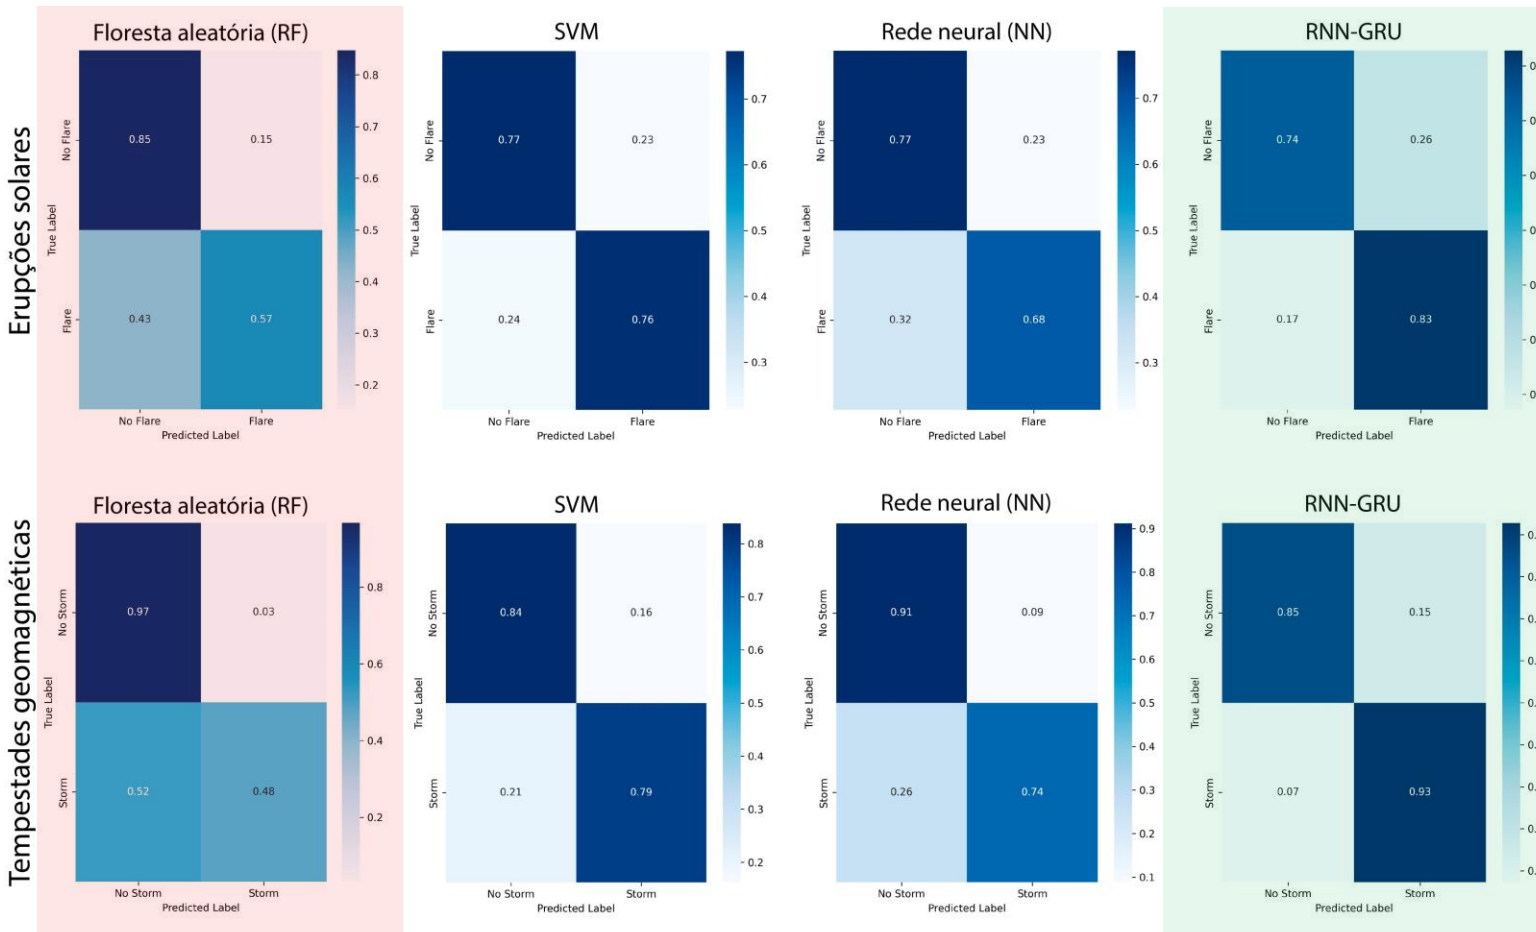 Erupções solares
Floresta aleatória (RF)
No Flare
Flare
True Label
0.85
0.15
0.43
0.57
No Flare
Flare
Predicted Label
0.8
0.7
0.6
0.5
0.4
0.3
0.2
SVM
No Flare
Flare
True Label
0.77
0.23
0.24
0.76
No Flare
Flare
Predicted Label
0.7
0.6
0.5
0.4
0.3
Rede neural (NN)
No Flare
Flare
True Label
0.77
0.23
0.32
0.68
No Flare
Flare
Predicted Label
0.7
0.6
0.5
0.4
0.3
RNN-GRU
No Flare
Flare
True Label
0.74
0.26
0.17
0.83
No Flare
Flare
Predicted Label
Tempestades geomagnéticas
Floresta aleatória (RF)
No Storm
Storm
True Label
0.97
0.03
0.52
0.48
No Storm
Storm
Predicted Label
0.8
0.6
0.4
0.2
SVM
No Storm
Storm
True Label
0.84
0.16
0.21
0.79
No Storm
Storm
Predicted Label
0.8
0.7
0.6
0.5
0.4
0.3
0.2
Rede neural (NN)
No Storm
Storm
True Label
0.91
0.09
0.26
0.74
No Storm
Storm
Predicted Label
0.9
0.8
0.7
0.6
0.5
0.4
0.3
0.2
0.1
RNN-GRU
No Storm
Storm
True Label
0.85
0.15
0.07
0.93
No Storm
Storm
Predicted Label